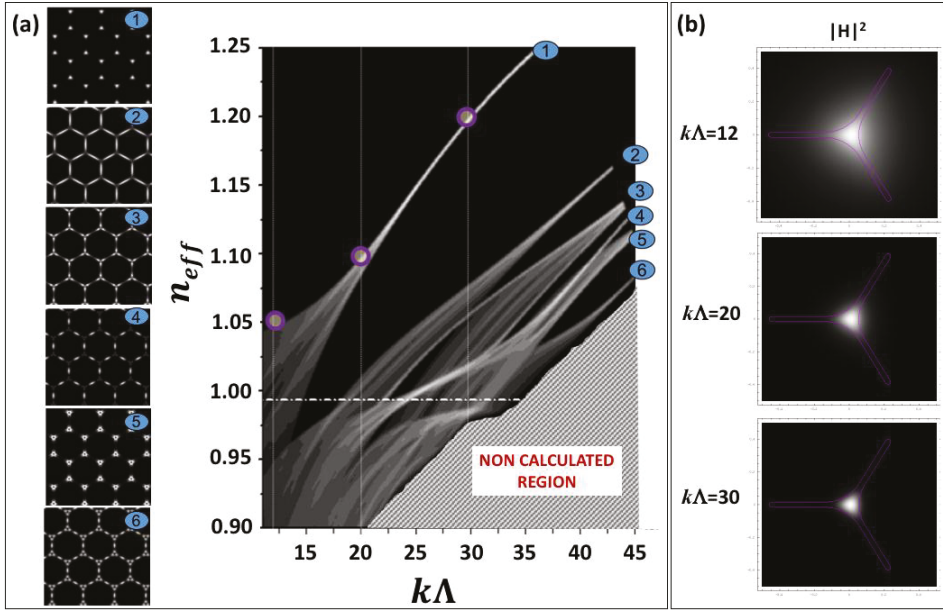 (a)
1
2
3
4
5
6
1.25
1.20
1.15
1.10
1.05
1.00
0.95
0.90
n_eff
1
2
3
4
5
6
NON CALCULATED
REGION
15
20
25
30
35
40
45
kΛ
(b)
|H|²
kΛ=12
kΛ=20
kΛ=30